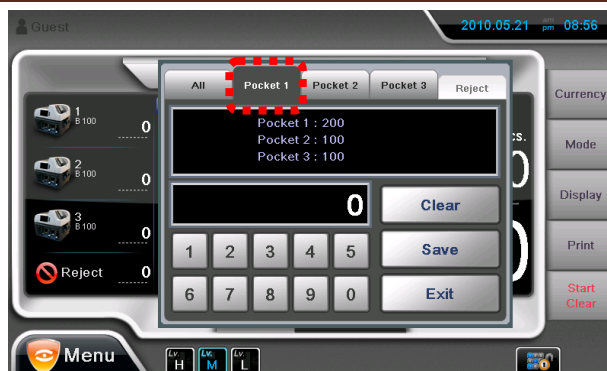 Guest
2010.05.21 am pm 08:56
All Pocket 1 Pocket 2 Pocket 3 Reject
Pocket 1 : 200
Pocket 2 : 100
Pocket 3 : 100
0
Clear
Save
Exit
1 2 3 4 5
6 7 8 9 0
1
B 100
0
2
B 100
0
3
B 100
0
Reject 0
cs.
0
Currency
Mode
Display
Print
Start
Clear
Menu
Lv. H
Lv. M
Lv. L